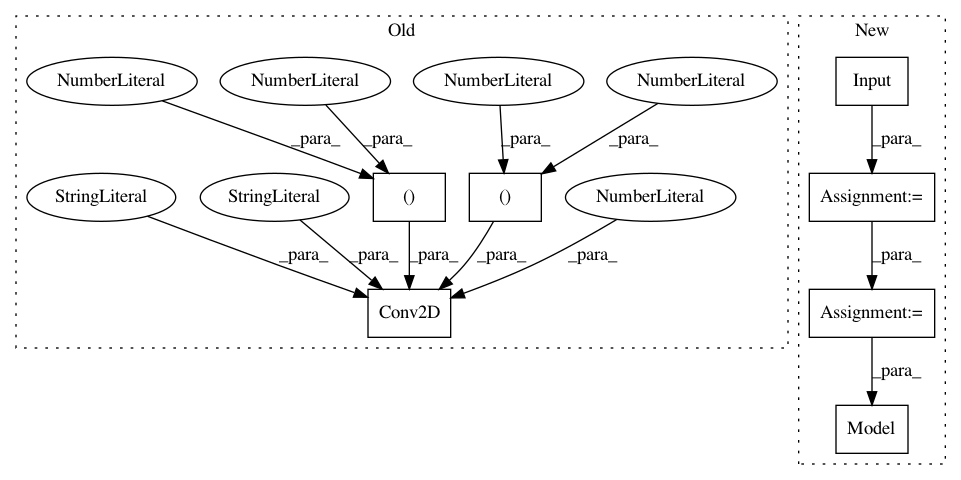 Old
New
NumberLiteral
NumberLiteral
NumberLiteral
NumberLiteral
Input
_para_
_para_
_para_
_para_
_para_
StringLiteral
StringLiteral
()
()
NumberLiteral
Assignment:=
_para_
_para_
_para_
_para_
_para_
_para_
Conv2D
Assignment:=
_para_
Model